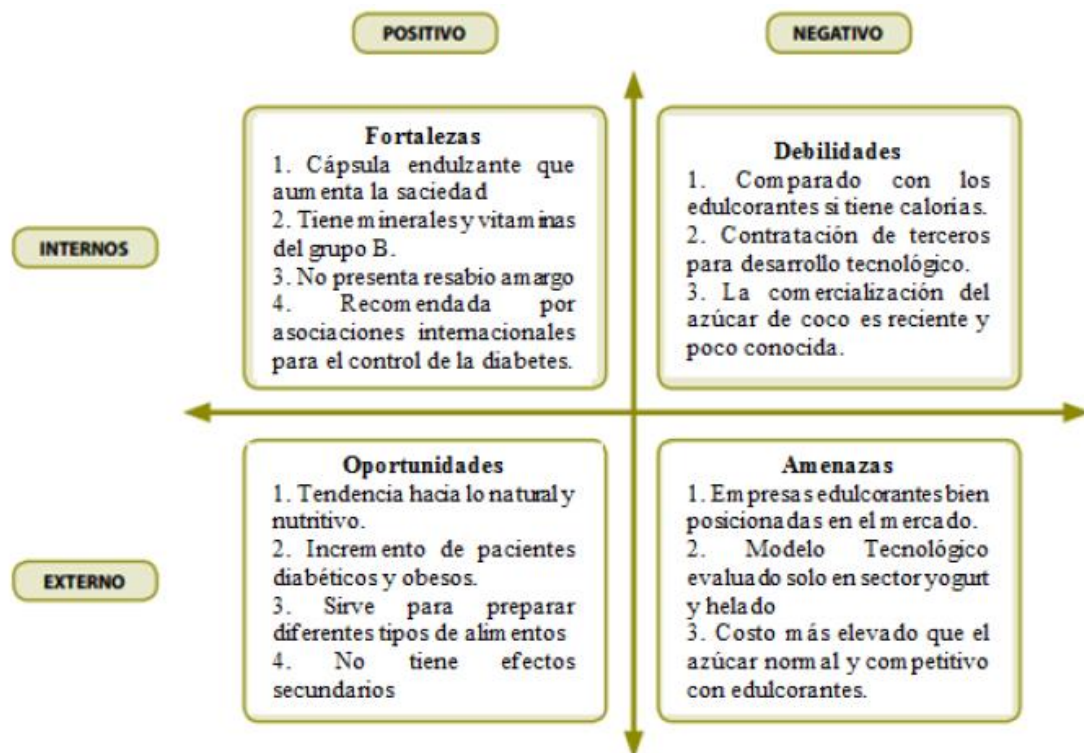 POSITIVO
NEGATIVO
INTERNOS
Fortalezas
1. Cápsula endulzante que
aumenta la saciedad
2. Tiene minerales y vitaminas
del grupo B.
3. No presenta resabio amargo
4. Recomendada por
asociaciones internacionales
para el control de la diabetes.
Debilidades
1. Comparado con los
edulcorantes si tiene calorías.
2. Contratación de terceros
para desarrollo tecnológico.
3. La comercialización del
azúcar de coco es reciente y
poco conocida.
EXTERNO
Oportunidades
1. Tendencia hacia lo natural y
nutritivo.
2. Incremento de pacientes
diabéticos y obesos.
3. Sirve para preparar
diferentes tipos de alimentos
4. No tiene efectos
secundarios
Amenazas
1. Empresas edulcorantes bien
posicionadas en el mercado.
2. Modelo Tecnológico
evaluado solo en sector yogurt
y helado
3. Costo más elevado que el
azúcar normal y competitivo
con edulcorantes.